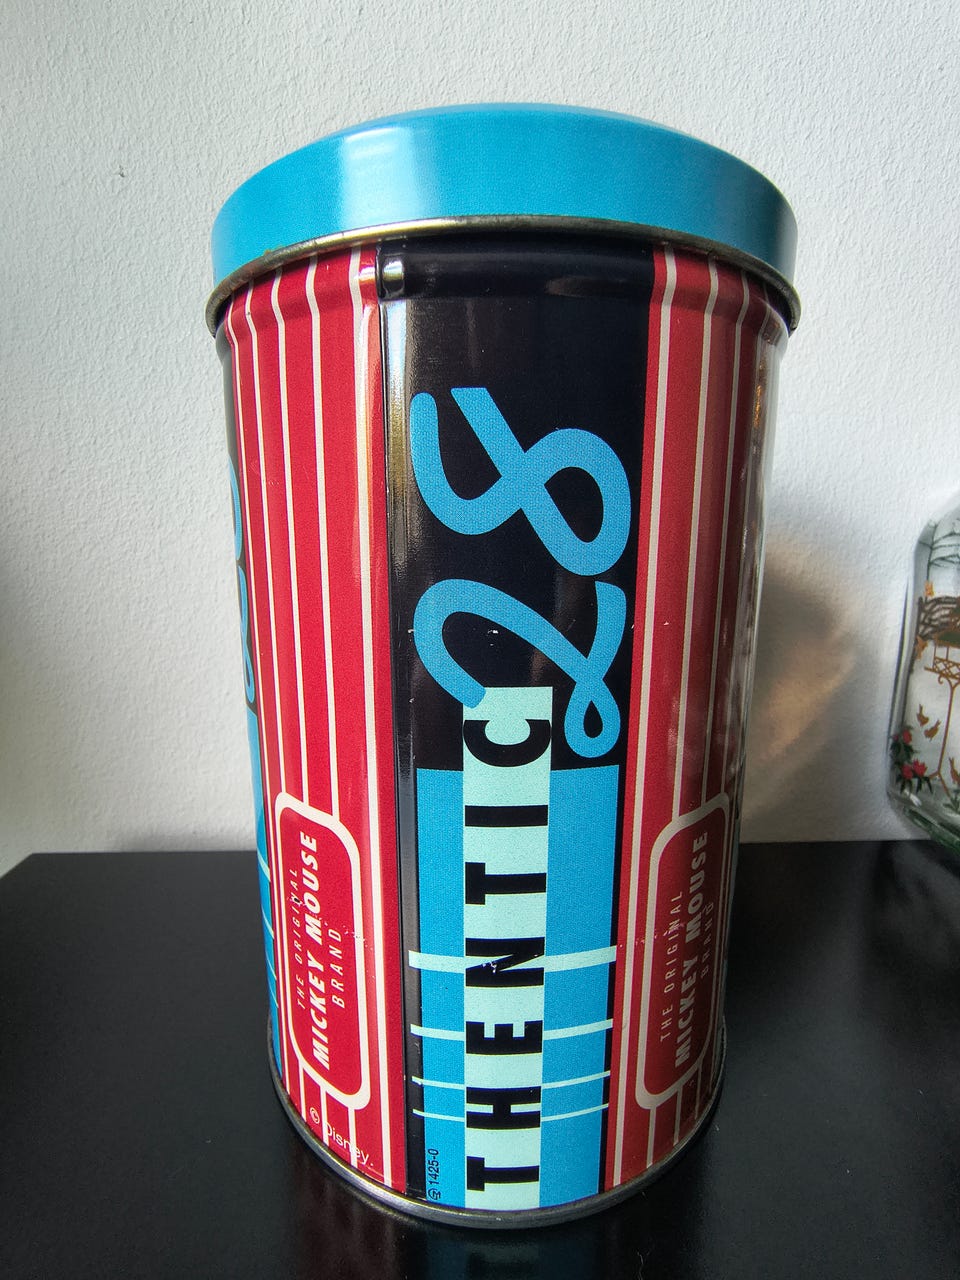 28
THENTIC
THE ORIGINAL
MICKEY MOUSE
BRAND
© Disney
1425-0
THE ORIGINAL
MICKEY MOUSE
BRAND